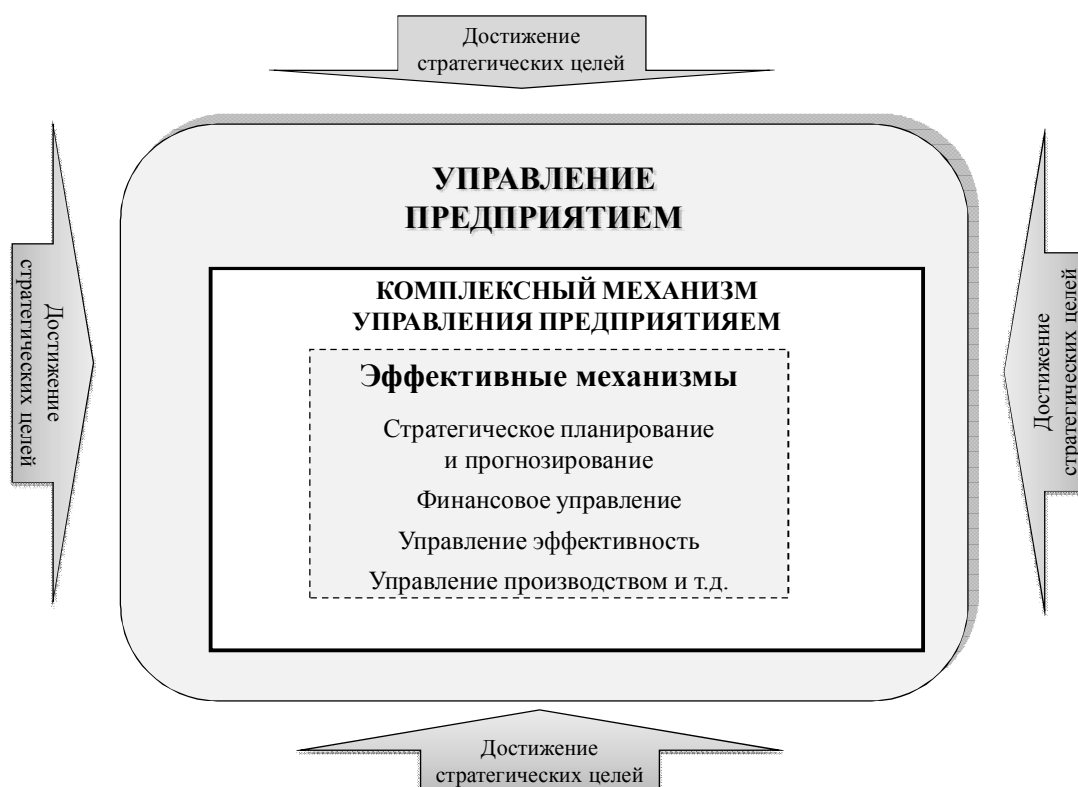 Достижение
стратегических целей
УПРАВЛЕНИЕ
ПРЕДПРИЯТИЕМ
Достижение
стратегических целей
КОМПЛЕКСНЫЙ МЕХАНИЗМ
УПРАВЛЕНИЯ ПРЕДПРИЯТИЯЕМ
Эффективные механизмы
Стратегическое планирование
и прогнозирование
Финансовое управление
Управление эффективность
Управление производством и т.д.
Достижение
стратегических целей
Достижение
стратегических целей